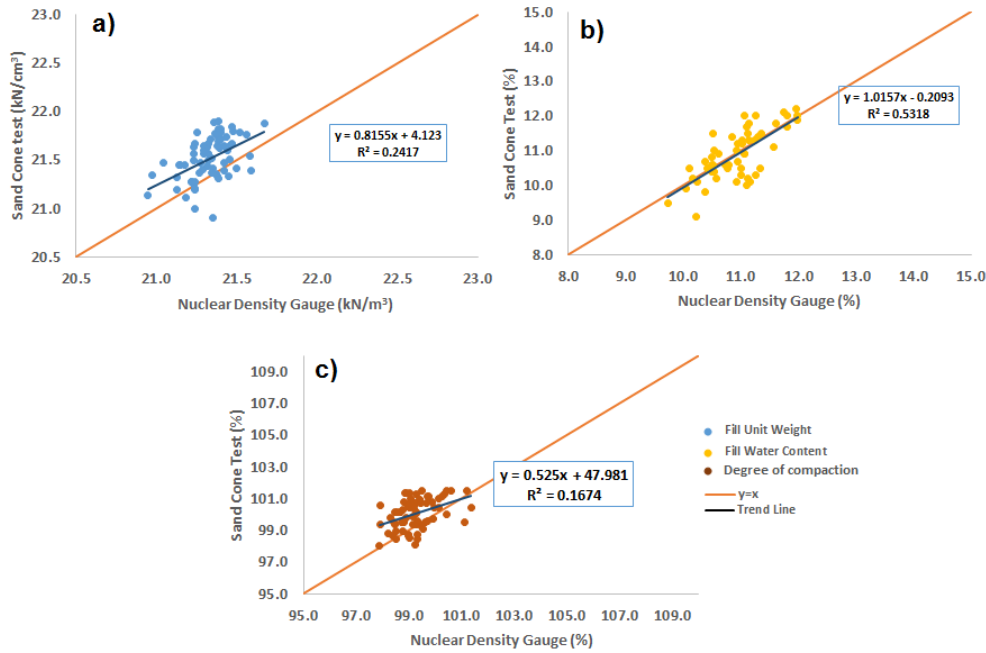 a)
23.0
22.5
22.0
21.5
21.0
20.5
Sand Cone test (kN/cm³)
y = 0.8155x + 4.123
R² = 0.2417
20.5 21.0 21.5 22.0 22.5 23.0
Nuclear Density Gauge (kN/m³)
b)
15.0
14.0
13.0
12.0
11.0
10.0
9.0
8.0
Sand Cone Test (%)
y = 1.0157x - 0.2093
R² = 0.5318
8.0 9.0 10.0 11.0 12.0 13.0 14.0 15.0
Nuclear Density Gauge (%)
c)
109.0
107.0
105.0
103.0
101.0
99.0
97.0
95.0
Sand Cone Test (%)
y = 0.525x + 47.981
R² = 0.1674
95.0 97.0 99.0 101.0 103.0 105.0 107.0 109.0
Nuclear Density Gauge (%)
Fill Unit Weight
Fill Water Content
Degree of compaction
y=x
Trend Line